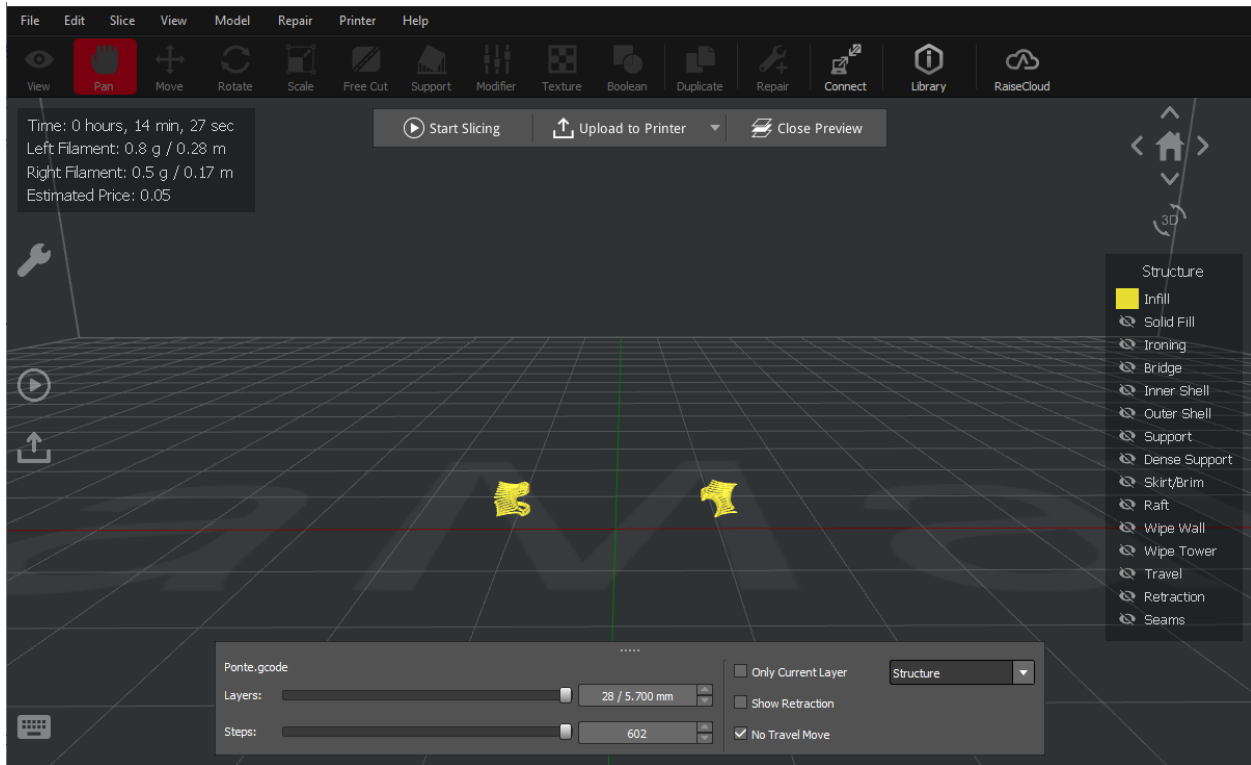 File Edit Slice View Model Repair Printer Help
View Pan Move Rotate Scale Free Cut Support Modifier Texture Boolean Duplicate Repair Connect Library RaiseCloud
Time: 0 hours, 14 min, 27 sec
Left Filament: 0.8 g / 0.28 m
Right Filament: 0.5 g / 0.17 m
Estimated Price: 0.05
Start Slicing Upload to Printer Close Preview
3D
Structure
Infill
Solid Fill
Ironing
Bridge
Inner Shell
Outer Shell
Support
Dense Support
Skirt/Brim
Raft
Wipe Wall
Wipe Tower
Travel
Retraction
Seams
aMa
Ponte.gcode
Layers: 28 / 5.700 mm
Steps: 602
Only Current Layer Structure
Show Retraction
No Travel Move